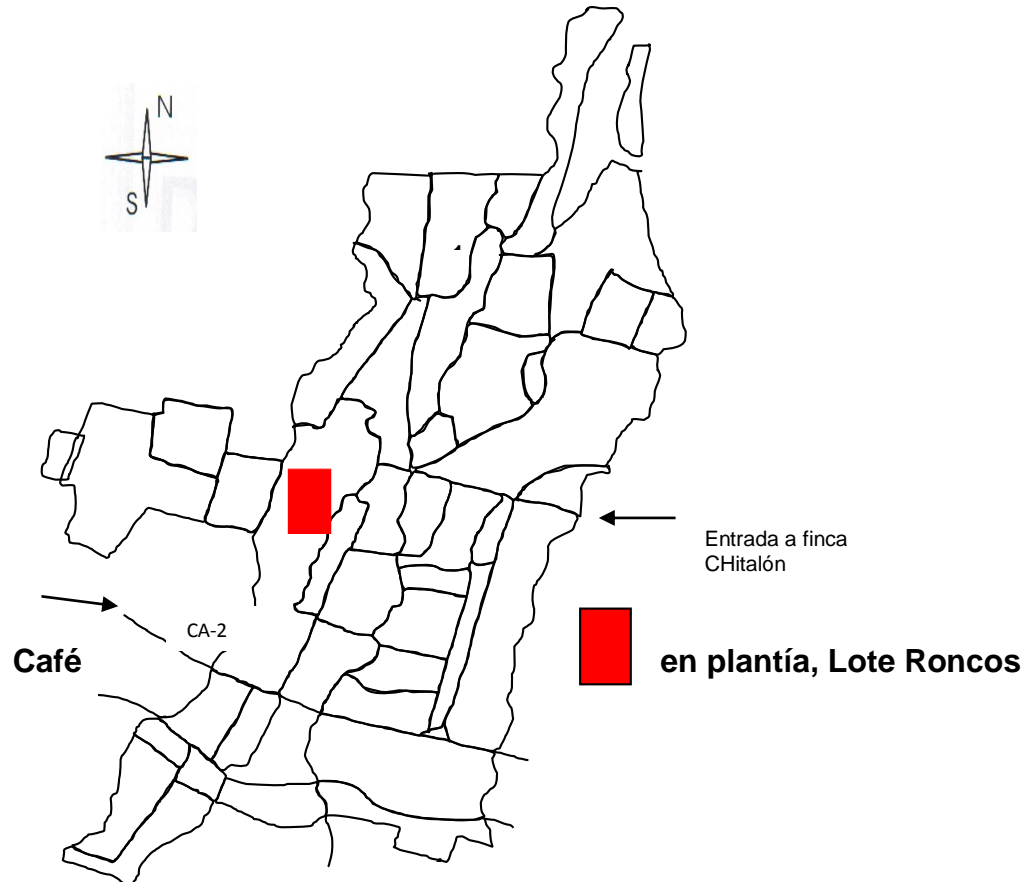 N
S
Entrada a finca
CHitalón
CA-2
Café
en plantía, Lote Roncos